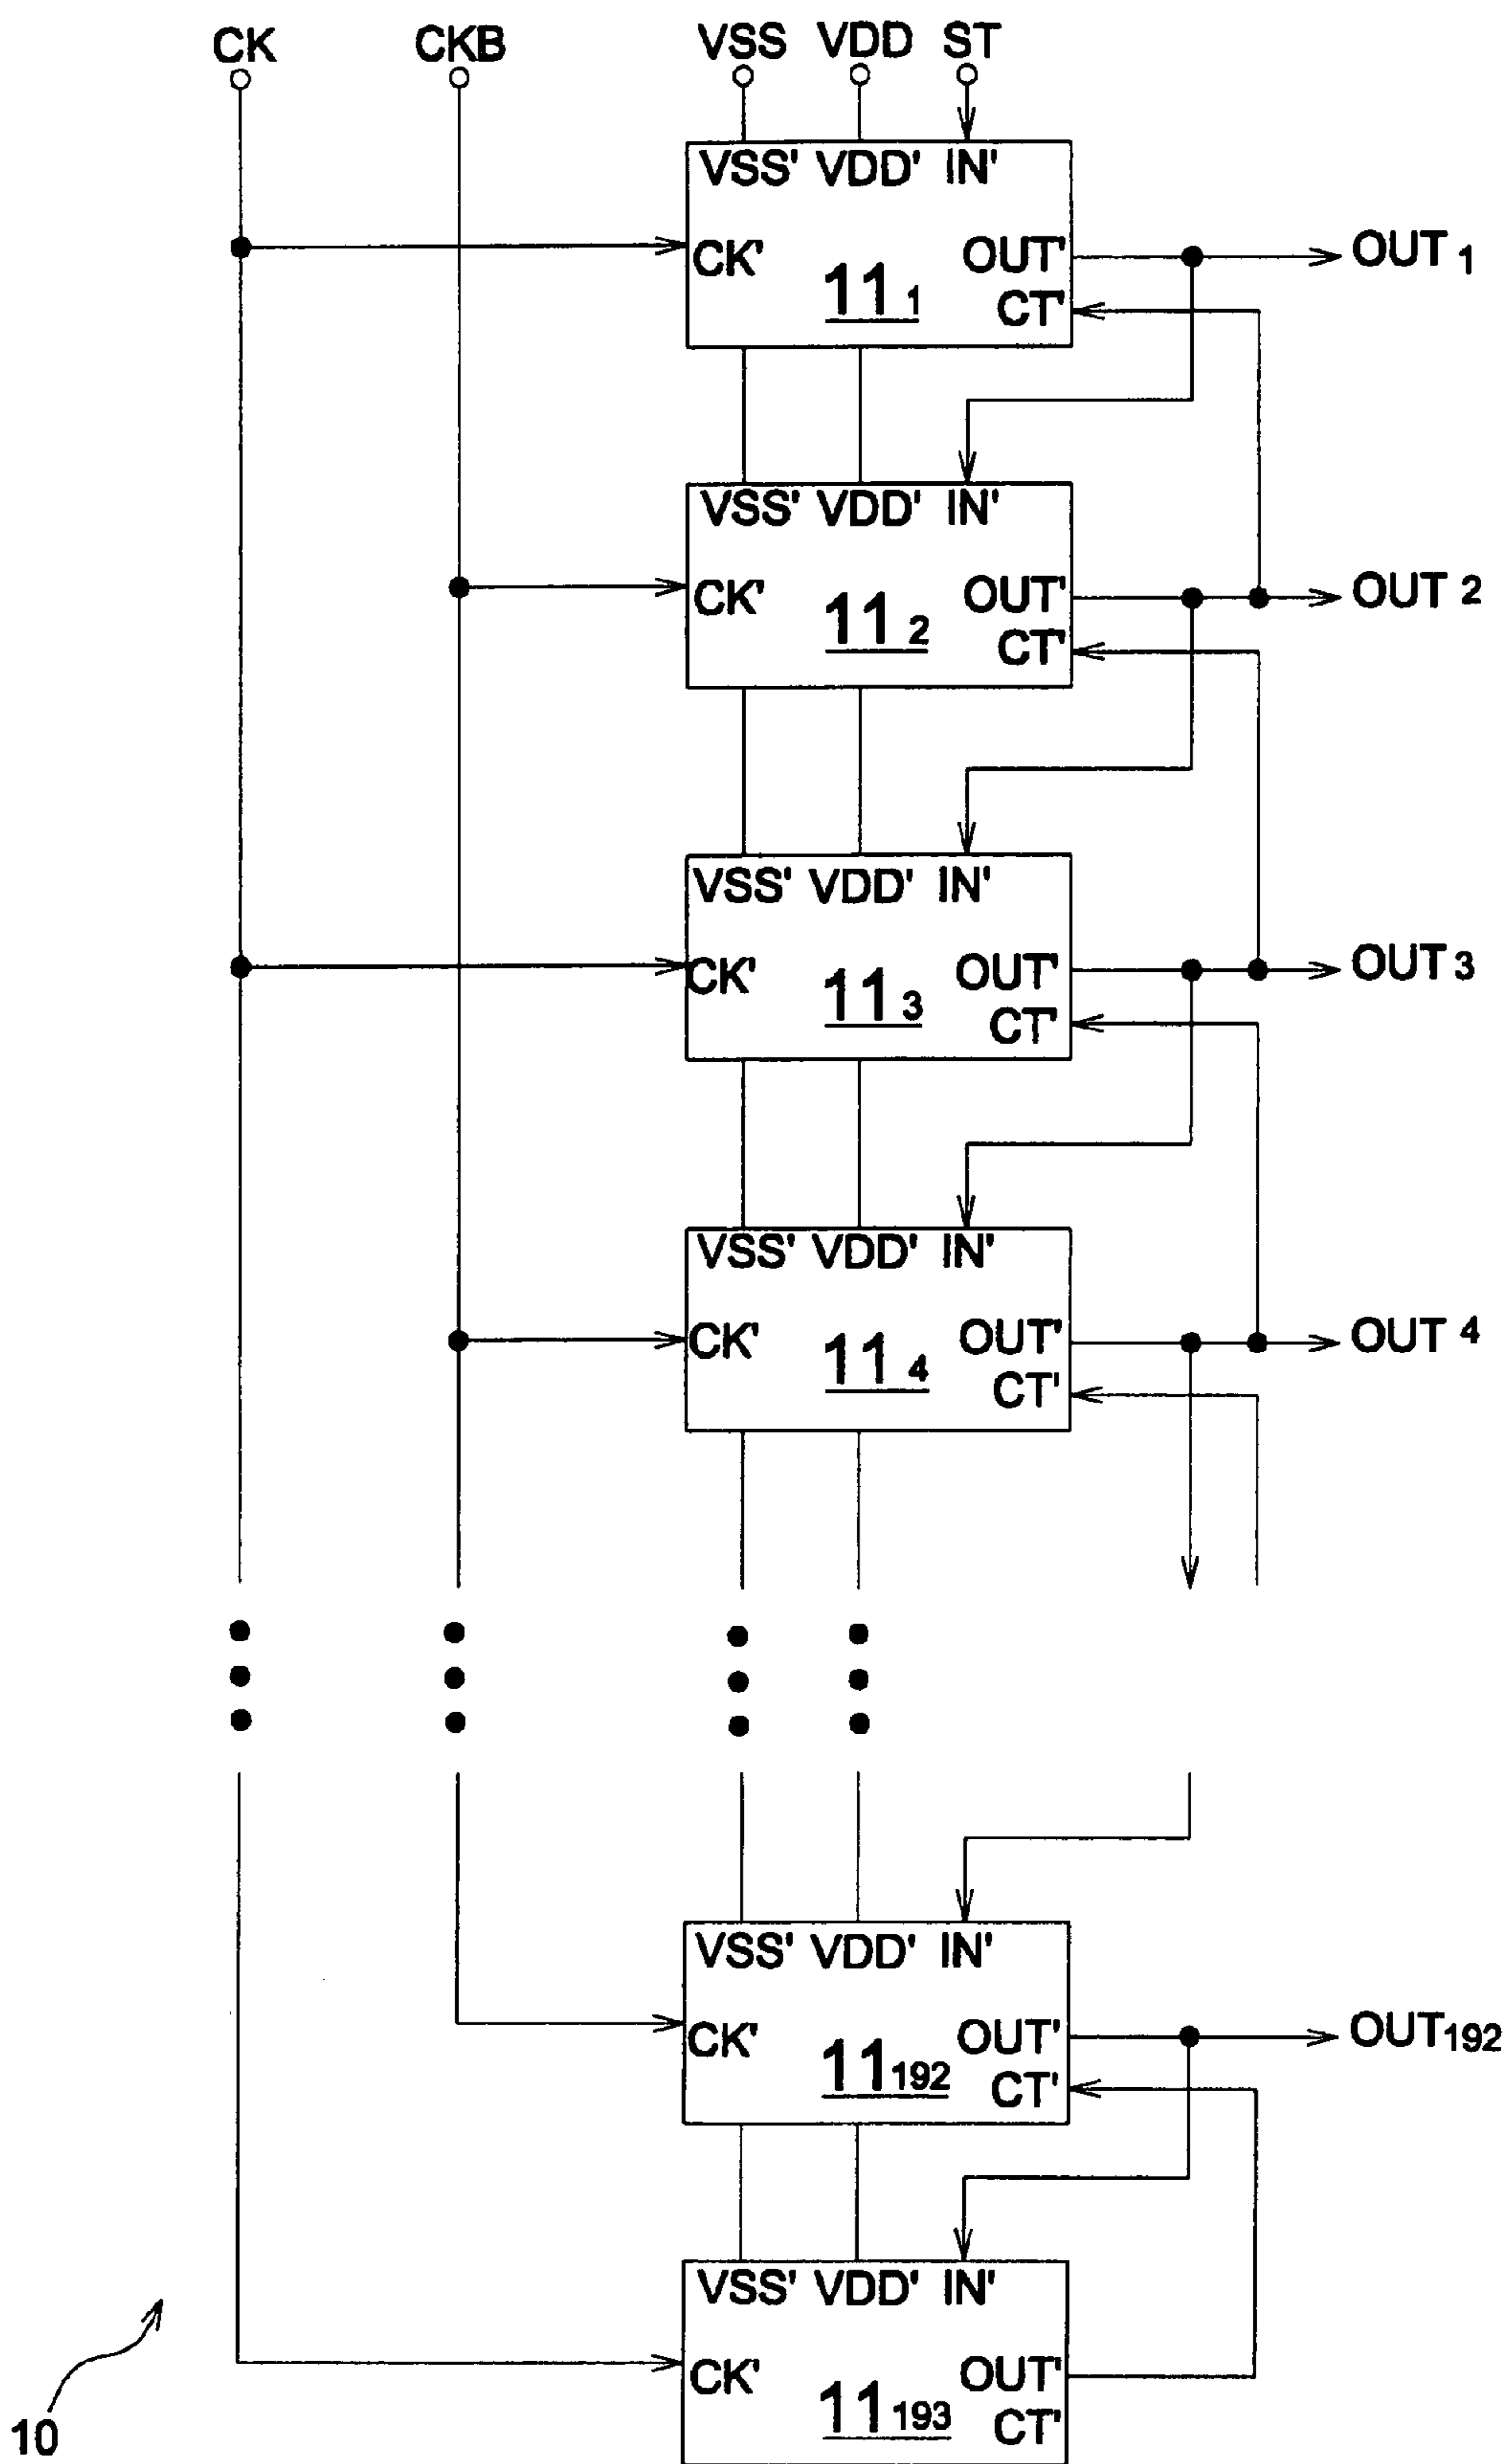 CK CKB VSS VDD ST
VSS' VDD' IN'
CK' OUT' OUT 1
11 1
CT'
VSS' VDD' IN'
CK' OUT' OUT 2
11 2
CT'
VSS' VDD' IN'
CK' OUT' OUT 3
11 3
CT'
VSS' VDD' IN'
CK' OUT' OUT 4
11 4
CT'
VSS' VDD' IN'
CK' OUT' OUT192
11192
CT'
VSS' VDD' IN'
CK' OUT'
11193
CT'
10